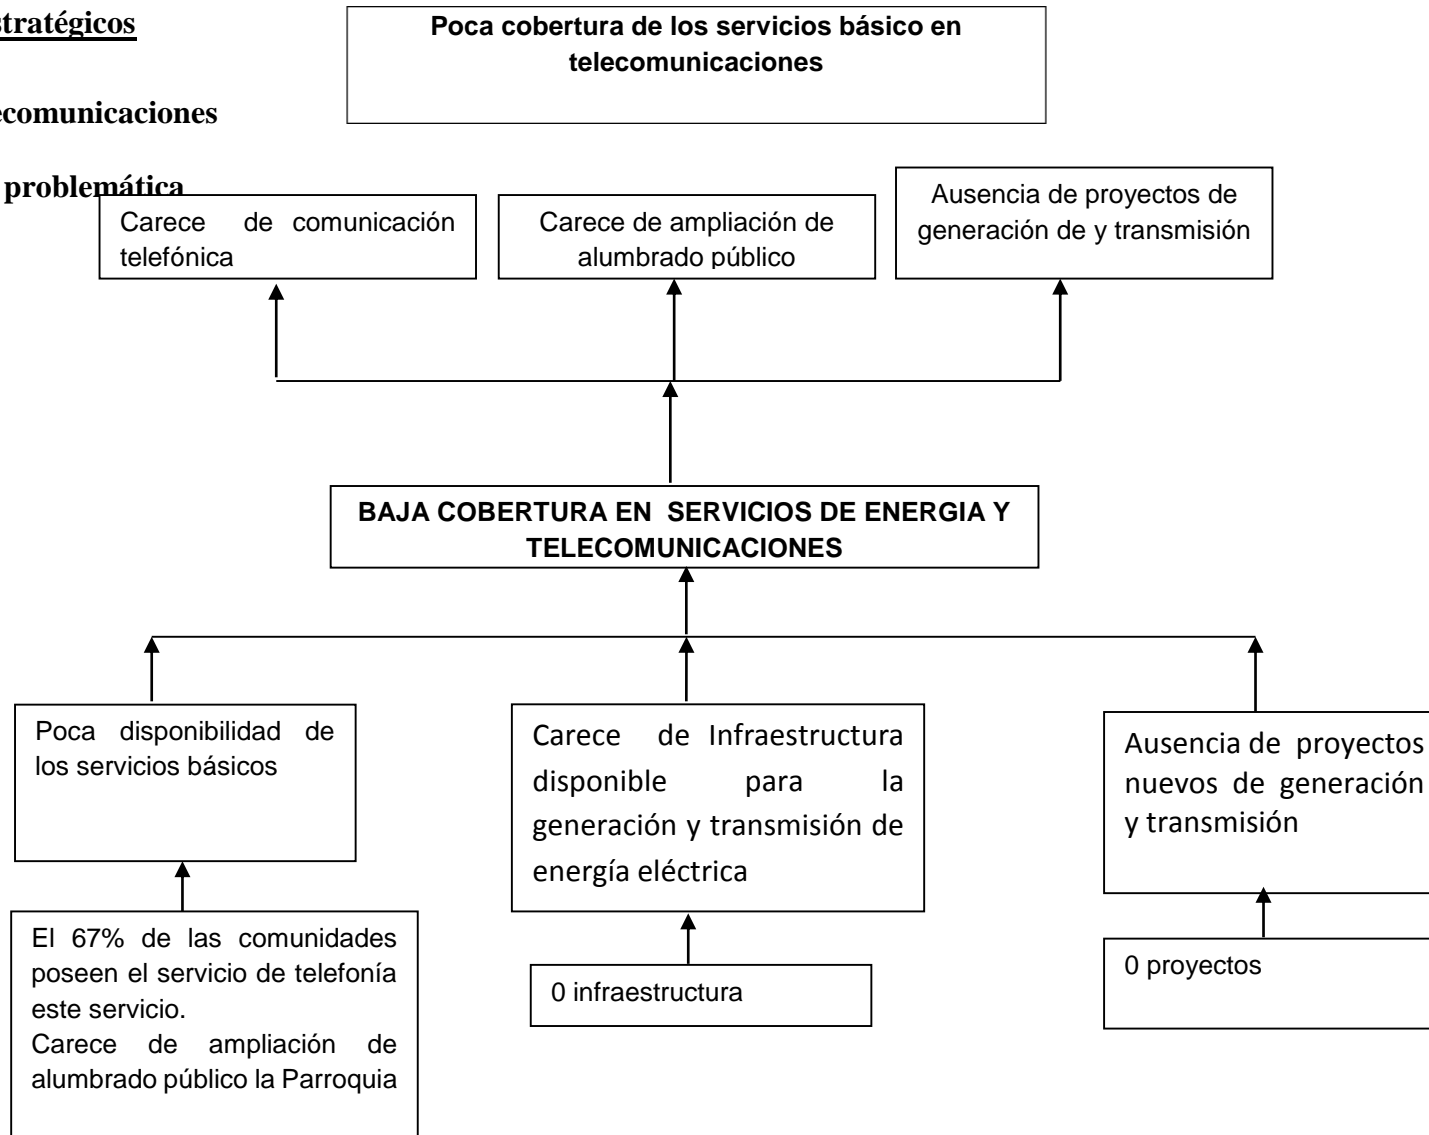 stratégicos
Poca cobertura de los servicios básico en
telecomunicaciones
ecomunicaciones
problemática
Carece de comunicación
telefónica
Carece de ampliación de
alumbrado público
Ausencia de proyectos de
generación de y transmisión
BAJA COBERTURA EN SERVICIOS DE ENERGIA Y
TELECOMUNICACIONES
Poca disponibilidad de
los servicios básicos
Carece de Infraestructura
disponible para la
generación y transmisión de
energía eléctrica
Ausencia de proyectos
nuevos de generación
y transmisión
El 67% de las comunidades
poseen el servicio de telefonía
este servicio.
Carece de ampliación de
alumbrado público la Parroquia
0 infraestructura
0 proyectos